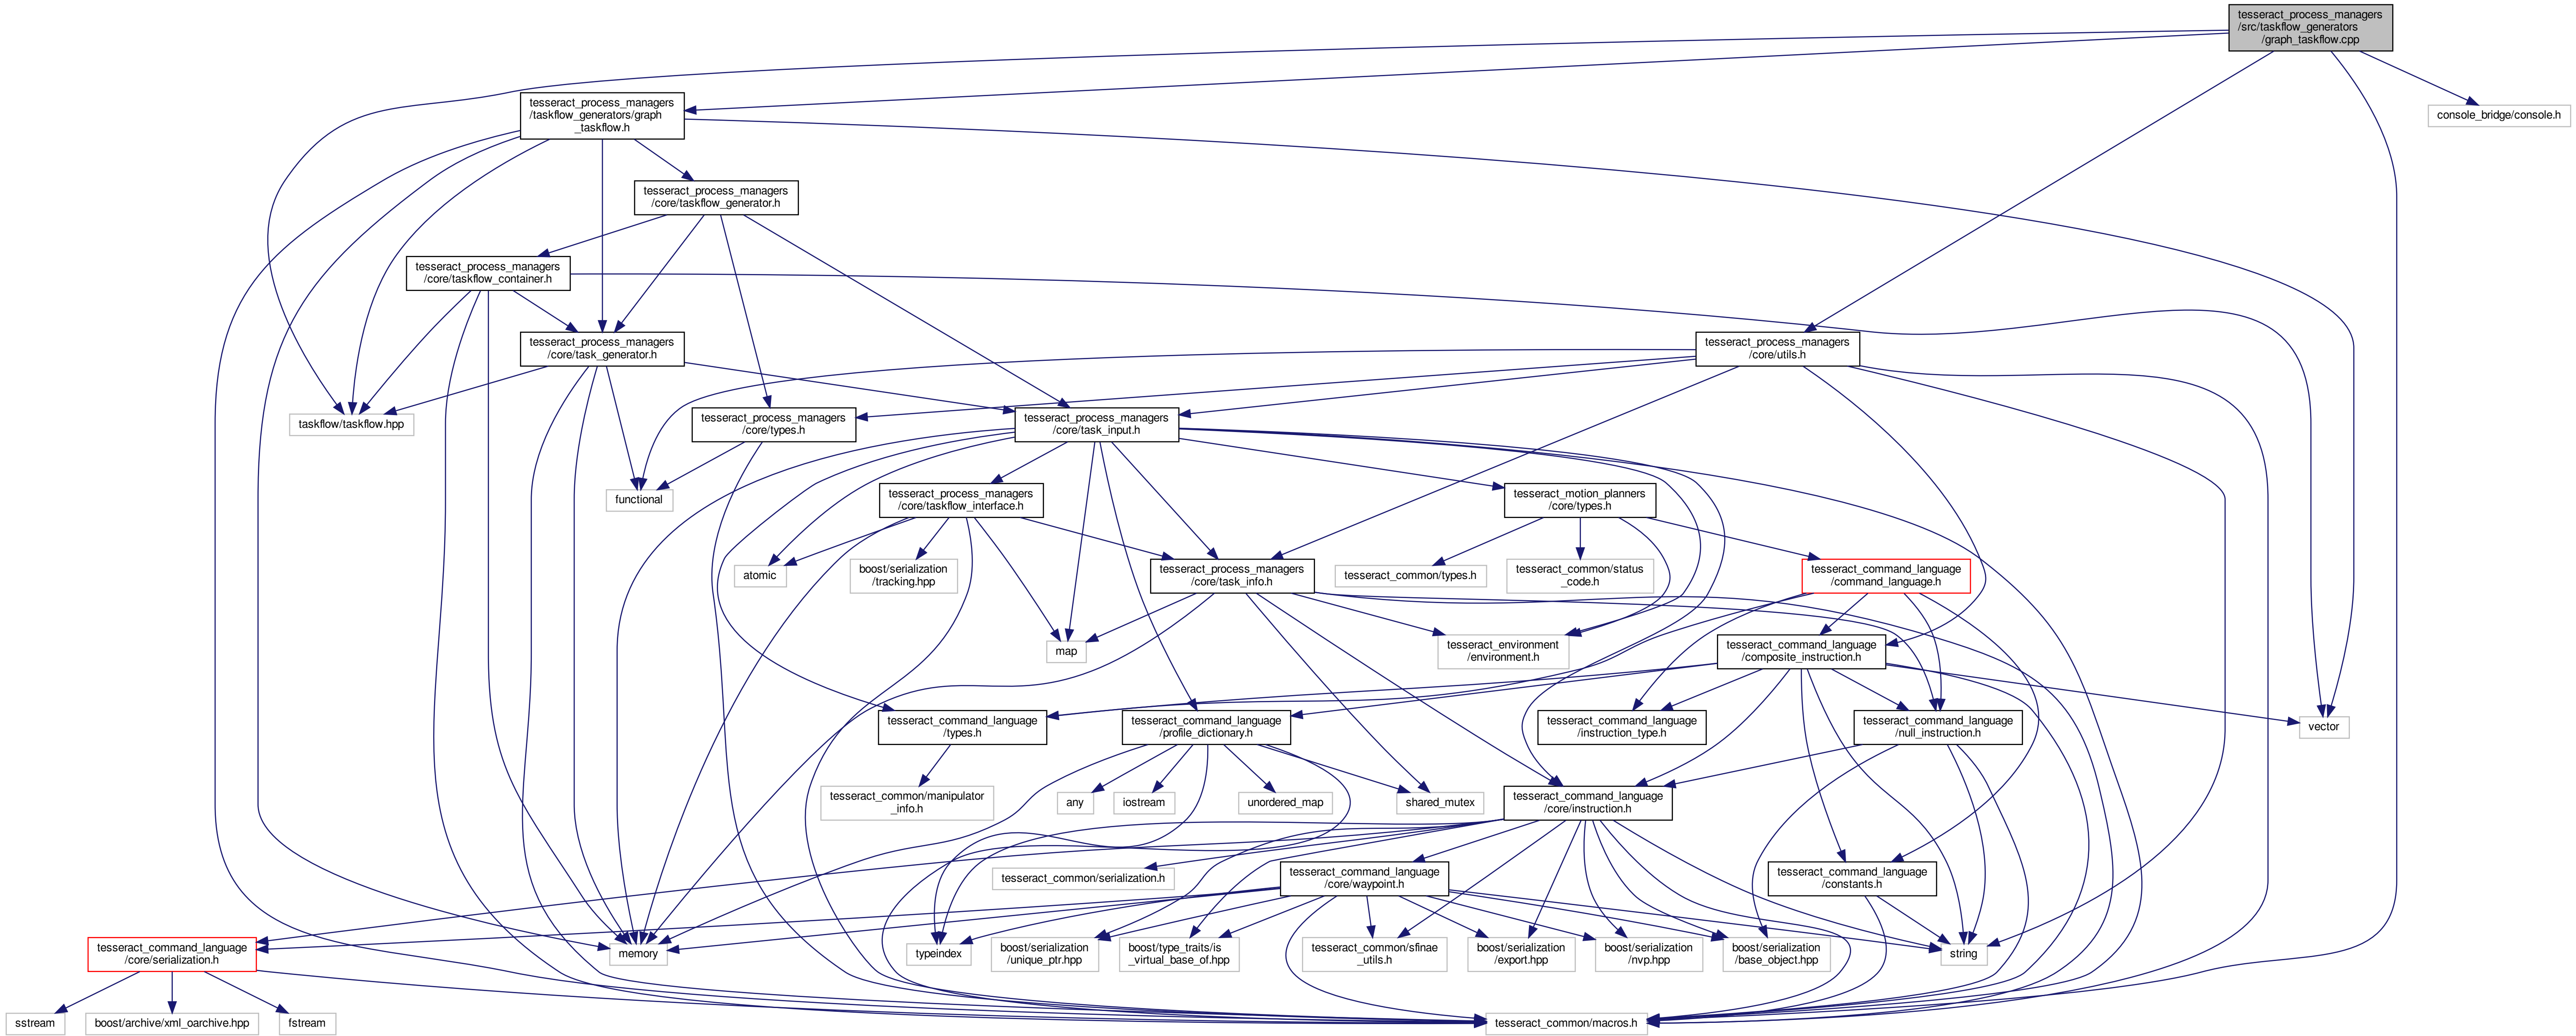 tesseract_process_managers
/src/taskflow_generators
/graph_taskflow.cpp
tesseract_process_managers
/taskflow_generators/graph
_taskflow.h
console_bridge/console.h
tesseract_process_managers
/core/taskflow_generator.h
tesseract_process_managers
/core/taskflow_container.h
tesseract_process_managers
/core/task_generator.h
tesseract_process_managers
/core/utils.h
taskflow/taskflow.hpp
tesseract_process_managers
/core/types.h
tesseract_process_managers
/core/task_input.h
functional
tesseract_process_managers
/core/taskflow_interface.h
tesseract_motion_planners
/core/types.h
atomic
boost/serialization
/tracking.hpp
tesseract_process_managers
/core/task_info.h
tesseract_common/types.h
tesseract_common/status
_code.h
tesseract_command_language
/command_language.h
map
tesseract_environment
/environment.h
tesseract_command_language
/composite_instruction.h
tesseract_command_language
/types.h
tesseract_command_language
/profile_dictionary.h
tesseract_command_language
/instruction_type.h
tesseract_command_language
/null_instruction.h
vector
tesseract_common/manipulator
_info.h
any
iostream
unordered_map
shared_mutex
tesseract_command_language
/core/instruction.h
tesseract_common/serialization.h
tesseract_command_language
/core/waypoint.h
tesseract_command_language
/constants.h
tesseract_command_language
/core/serialization.h
memory
typeindex
boost/serialization
/unique_ptr.hpp
boost/type_traits/is
_virtual_base_of.hpp
tesseract_common/sfinae
_utils.h
boost/serialization
/export.hpp
boost/serialization
/nvp.hpp
boost/serialization
/base_object.hpp
string
sstream
boost/archive/xml_oarchive.hpp
fstream
tesseract_common/macros.h